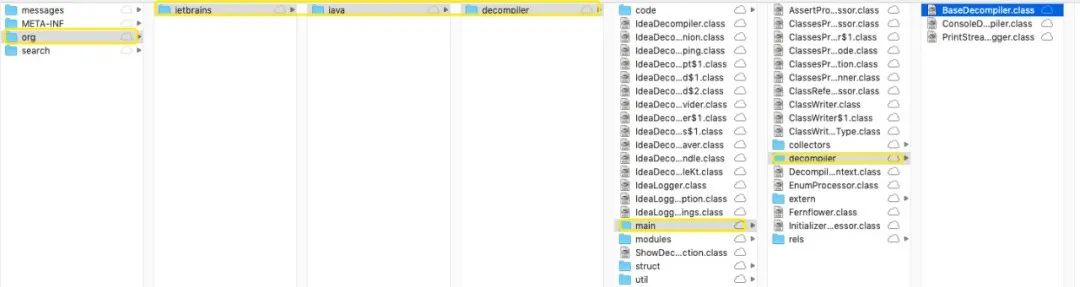 messages
META-INF
org
search
jetbrains
java
decompiler
code
IdeaDecompiler.class
IdeaDeco...nion.class
IdeaDeco...ping.class
IdeaDeco...pt$1.class
IdeaDeco...d$1.class
IdeaDeco...d$2.class
IdeaDeco...vider.class
IdeaDeco...er$1.class
IdeaDeco...s$1.class
IdeaDeco...aver.class
IdeaDeco...ndle.class
IdeaDeco...leKt.class
IdeaLogger.class
IdeaLogg...ption.class
IdeaLogg...ings.class
main
modules
ShowDec...ction.class
struct
util
AssertPro...ssor.class
ClassesPr...ssor.class
ClassesPr...r$1.class
ClassesPr...ode.class
ClassesPr...tion.class
ClassesPr...nner.class
ClassRefe...essor.class
ClassWriter.class
ClassWriter$1.class
ClassWrit...Type.class
collectors
decompiler
Decompil...ntext.class
EnumProcessor.class
extern
Fernflower.class
Initializer...essor.class
rels
BaseDecompiler.class
ConsoleD...piler.class
PrintStrea...gger.class